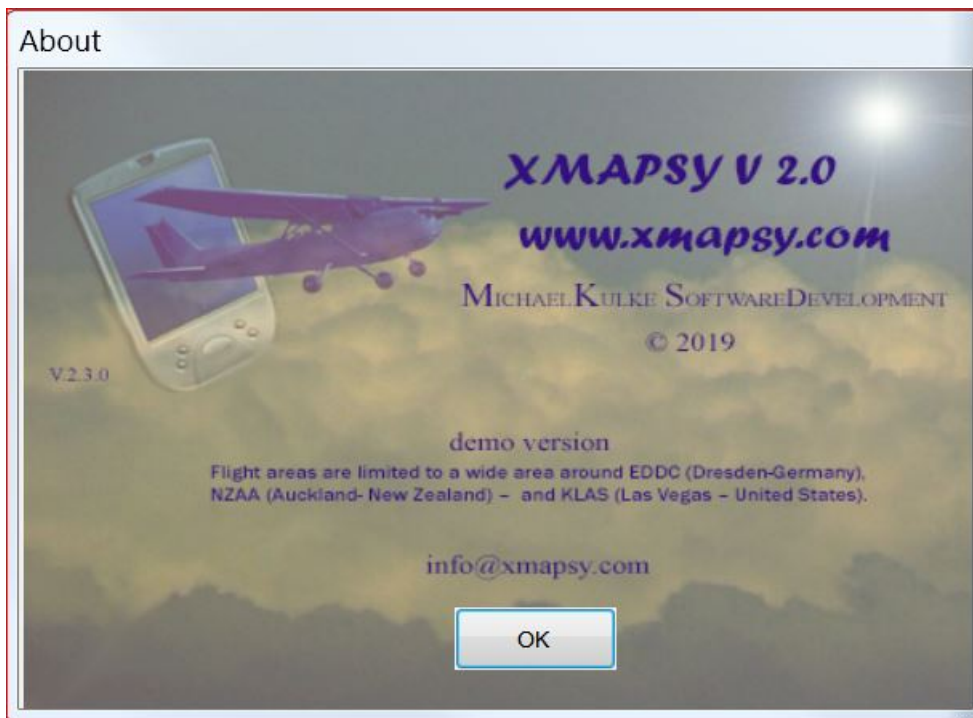 About
XMAPSY V 2.0
www.xmapsy.com
MICHAEL KULKE SOFTWAREDEVELOPMENT
© 2019
V.2.3.0
demo version
Flight areas are limited to a wide area around EDDC (Dresden-Germany),
NZAA (Auckland- New Zealand) – and KLAS (Las Vegas – United States).
info@xmapsy.com
OK